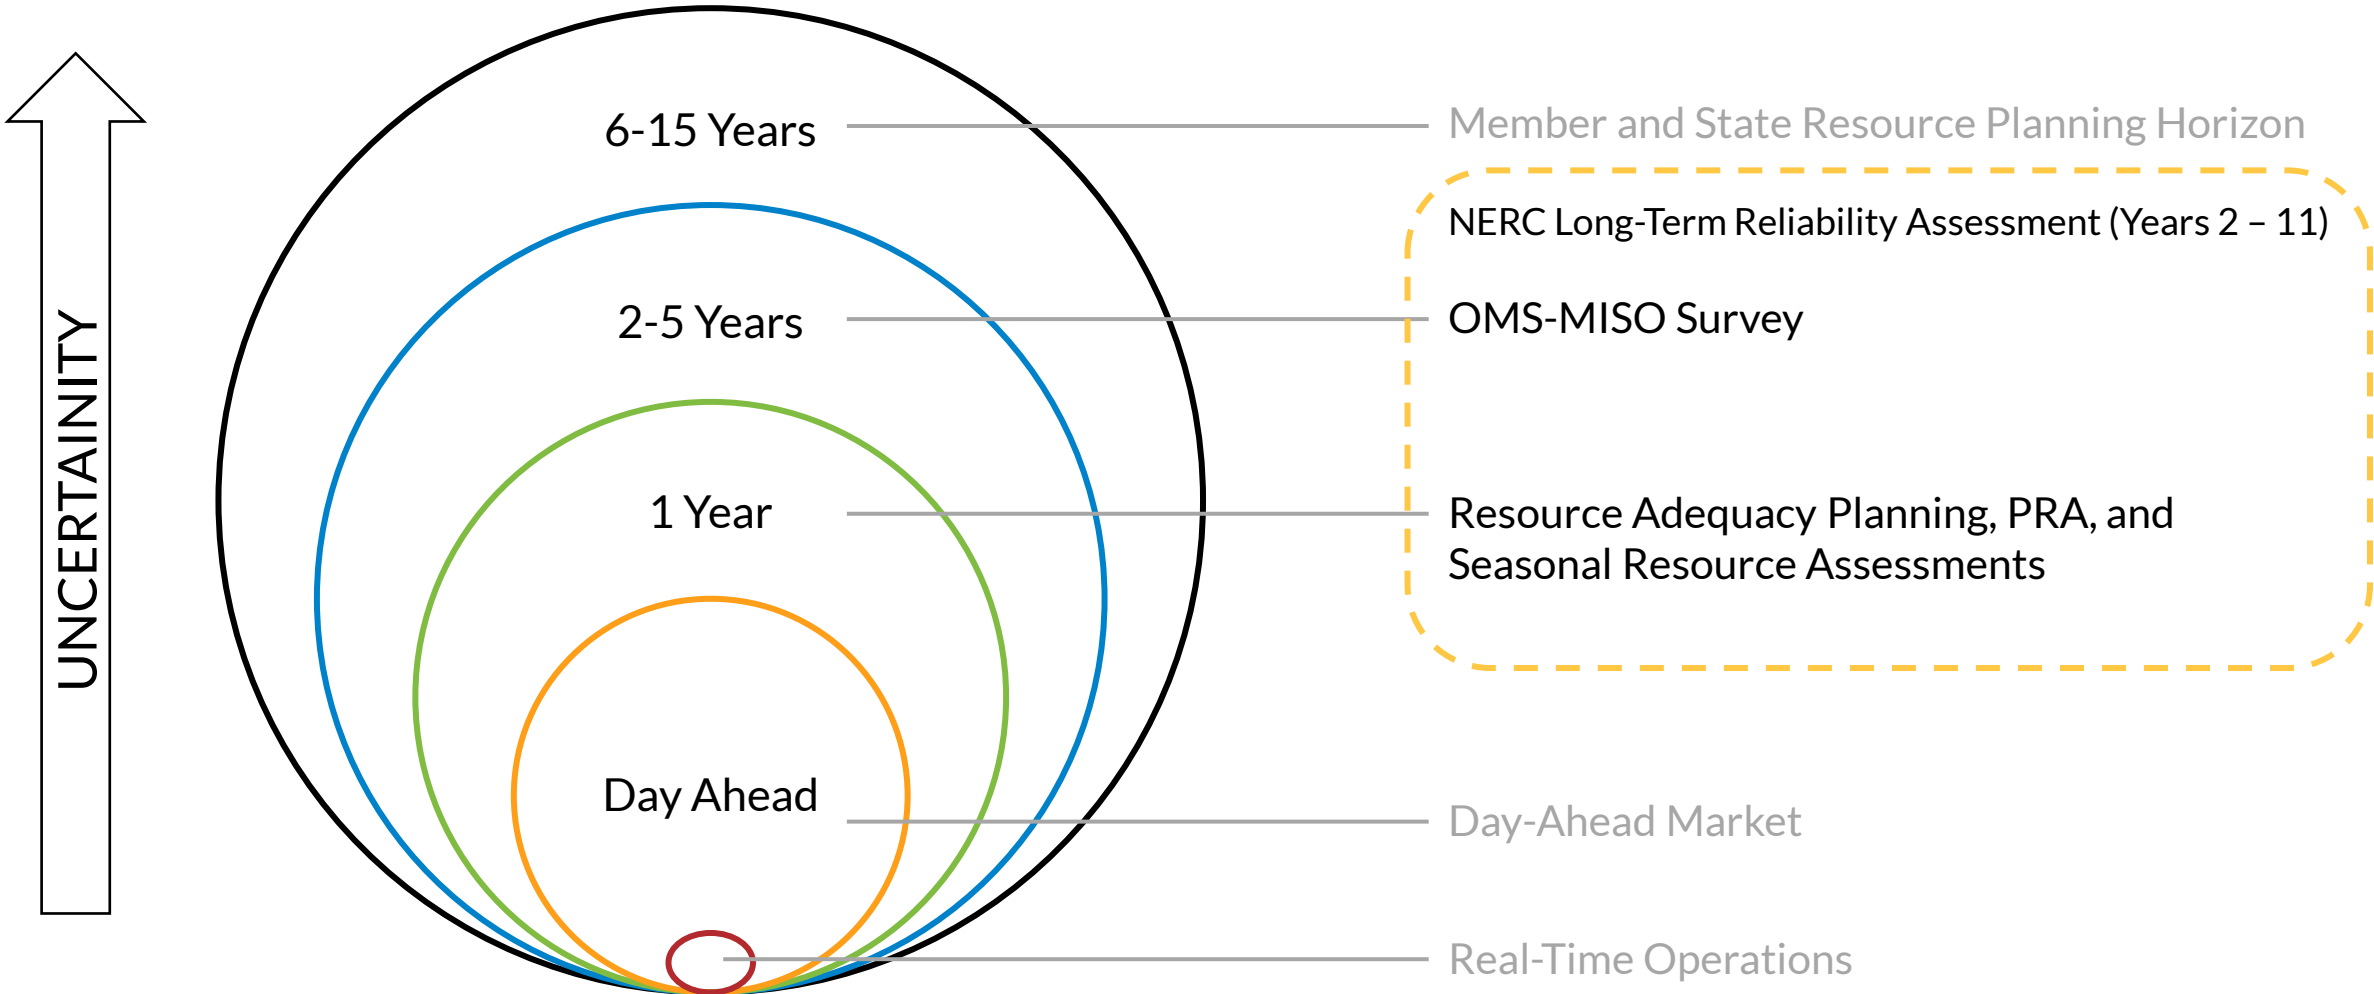 UNCERTAINITY
6-15 Years
Member and State Resource Planning Horizon
NERC Long-Term Reliability Assessment (Years 2 – 11)
2-5 Years
OMS-MISO Survey
1 Year
Resource Adequacy Planning, PRA, and
Seasonal Resource Assessments
Day Ahead
Day-Ahead Market
Real-Time Operations